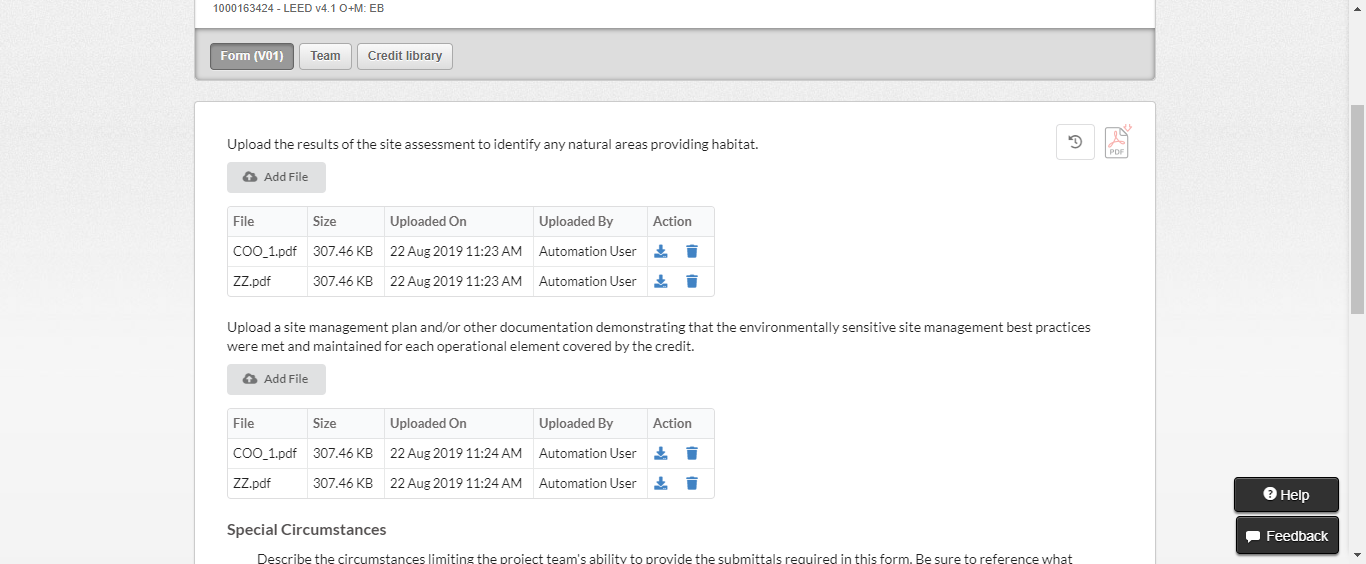 1000163424 - LEED v4.1 O+M: EB
Form (V01) Team Credit library
Upload the results of the site assessment to identify any natural areas providing habitat.
PDF
Add File
File Size Uploaded On Uploaded By Action
COO_1.pdf 307.46 KB 22 Aug 2019 11:23 AM Automation User
ZZ.pdf 307.46 KB 22 Aug 2019 11:23 AM Automation User
Upload a site management plan and/or other documentation demonstrating that the environmentally sensitive site management best practices
were met and maintained for each operational element covered by the credit.
Add File
File Size Uploaded On Uploaded By Action
COO_1.pdf 307.46 KB 22 Aug 2019 11:24 AM Automation User
ZZ.pdf 307.46 KB 22 Aug 2019 11:24 AM Automation User
Help
Special Circumstances
Feedback
Describe the circumstances limiting the project team's ability to provide the submittals required in this form. Be sure to reference what